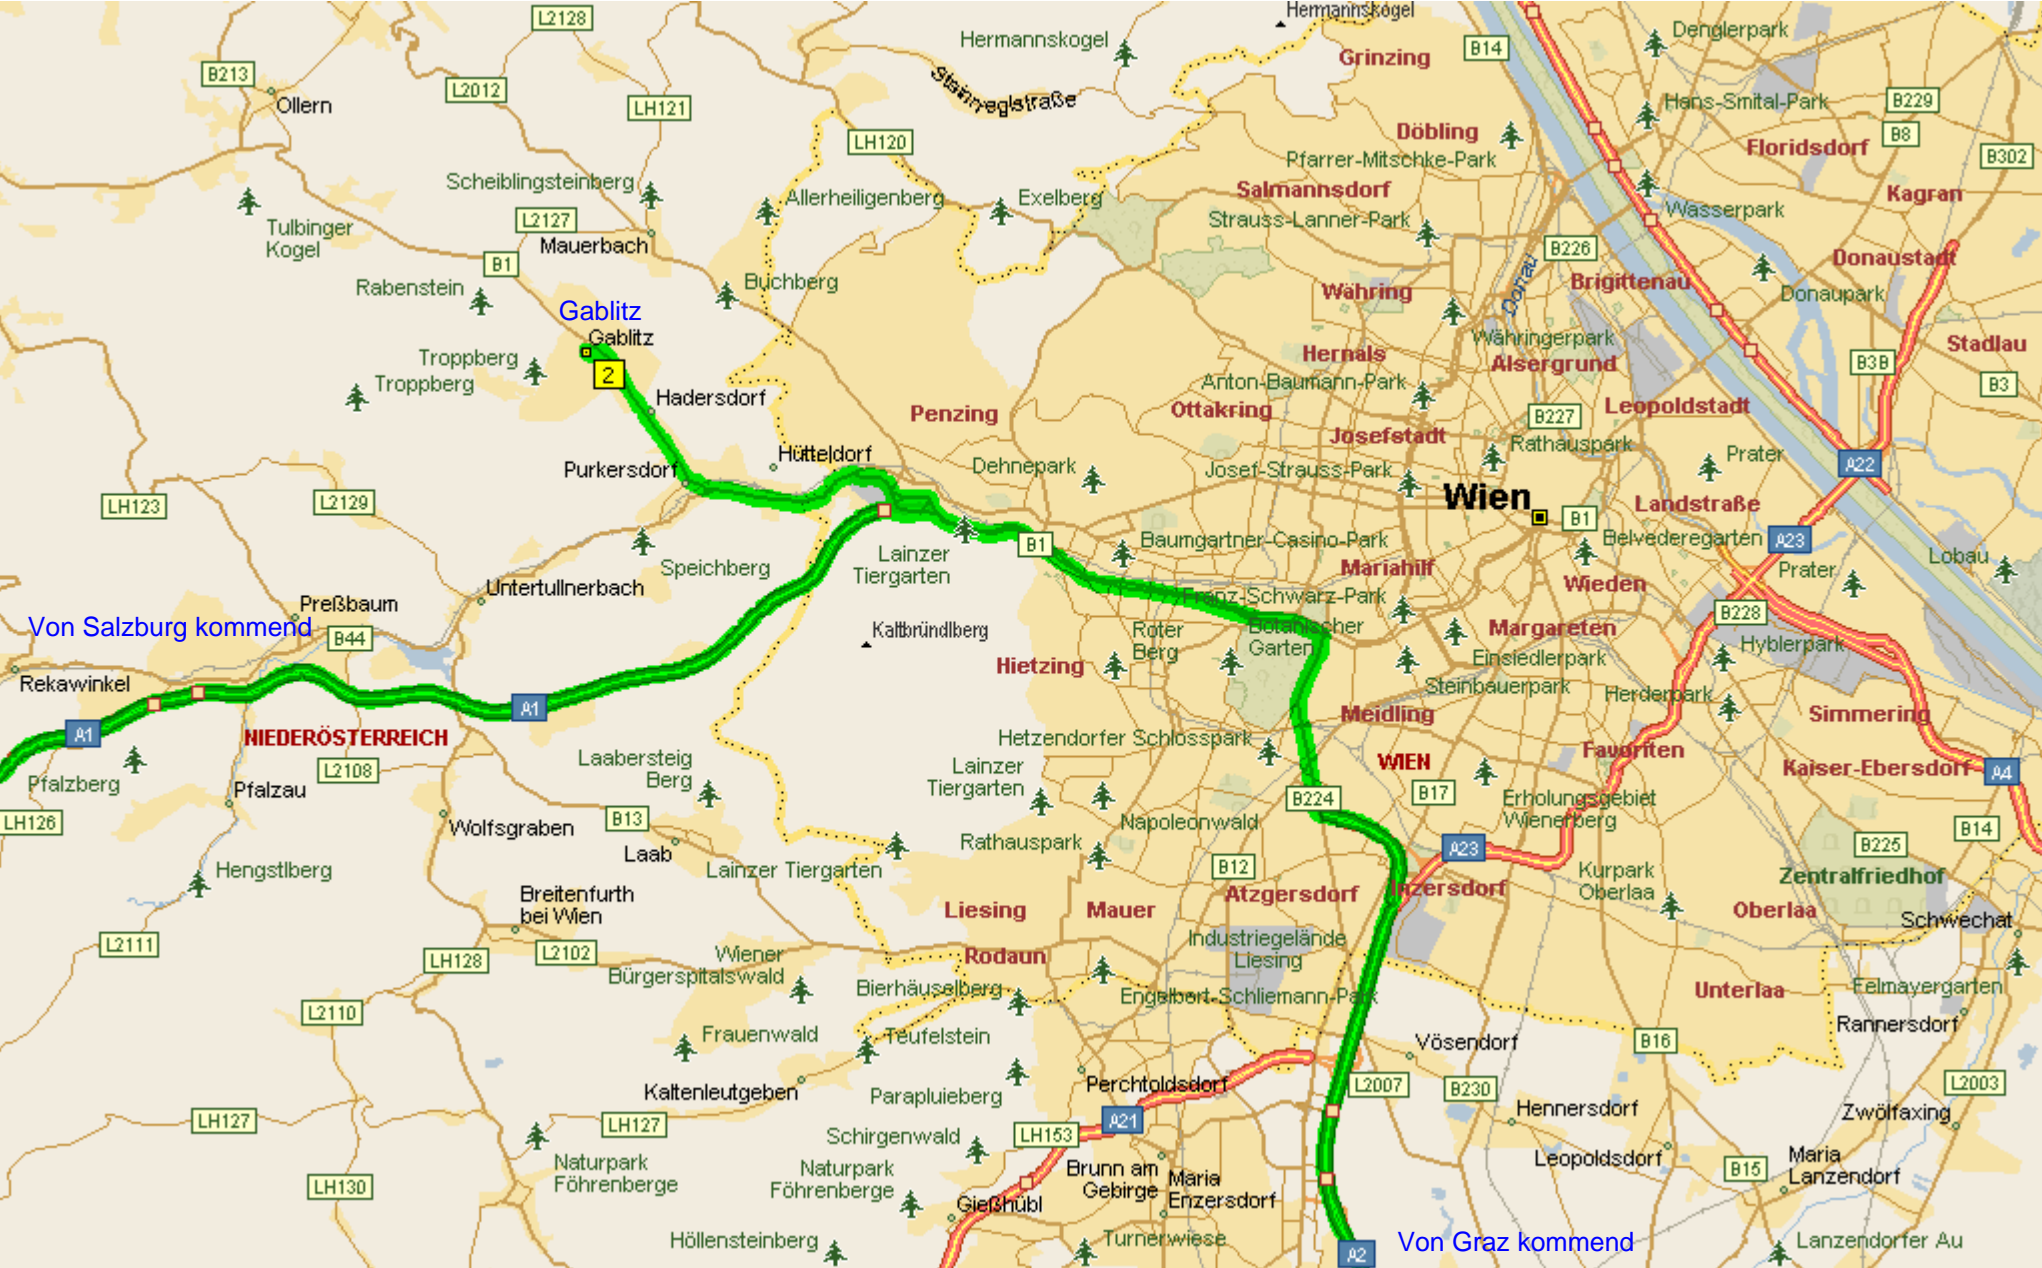 L2128
Hermannskogel
Hermannskogel
B14
Denglerpark
Grinzing
B213
Ollern
L2012
LH121
Steinrieglstraße
Hans-Smital-Park
B229
B8
Döbling
LH120
Pfarrer-Mitschke-Park
Floridsdorf
B302
Scheiblingsteinberg
Allerheiligenberg
Exelberg
Salmannsdorf
Kagran
Strauss-Lanner-Park
Wasserpark
L2127
Tulbinger
Kogel
Mauerbach
B226
B1
Donaustadt
Rabenstein
Buchberg
Donau
Brigittenau
Währing
Donaupark
Gablitz
Gablitz
Währingerpark
Stadlau
Troppberg
Troppberg
2
Hernals
Alsergrund
B3B
B3
Anton-Baumann-Park
Hadersdorf
Penzing
Ottakring
B227
Leopoldstadt
Josefstadt
Rathauspark
Hütteldorf
Purkersdorf
Dehnepark
Josef-Strauss-Park
Prater
A22
LH123
L2129
Wien
Landstraße
B1
Belvederegarten
A23
B1
Baumgartner-Casino-Park
Lainzer
Tiergarten
Speichberg
Mariahilf
Prater
Lobau
Untertullnerbach
Wieden
Franz-Schwarz-Park
Preßbaum
B228
Von Salzburg kommend
B44
Kaltbründlberg
Roter
Berg
Botanischer
Garten
Margareten
Hyblerpark
Hietzing
Einsiedlerpark
Rekawinkel
Steinbauerpark
Herderpark
A1
A1
Meidling
Simmering
NIEDERÖSTERREICH
Hetzendorfer Schlosspark
Favoriten
L2108
Laabersteig
Berg
Lainzer
Tiergarten
WIEN
Kaiser-Ebersdorf
A4
Pfalzberg
Pfalzau
B224
B17
Erholungsgebiet
Wienerberg
LH126
Wolfsgraben
B13
Napoleonwald
Laab
Rathauspark
A23
B14
B225
Hengstlberg
Lainzer Tiergarten
B12
Kurpark
Oberlaa
Zentralfriedhof
Breitenfurth
bei Wien
Atzgersdorf
Inzersdorf
Liesing
Mauer
Oberlaa
Schwechat
L2111
LH128
L2102
Wiener
Bürgerspitalswald
Rodaun
Industriegelände
Liesing
Bierhäuselberg
Engelbert-Schliemann-Park
Unterlaa
Felmayergarten
L2110
Frauenwald
Teufelstein
Rannersdorf
Vösendorf
B16
Kaltenleutgeben
Parapluieberg
Perchtoldsdorf
L2007
B230
L2003
LH127
LH127
Schirgenwald
LH153
A21
Hennersdorf
Zwölfaxing
Naturpark
Föhrenberge
Naturpark
Föhrenberge
Brunn am
Gebirge
Maria
Enzersdorf
Leopoldsdorf
B15
Maria
Lanzendorf
LH130
Gießhübl
Höllensteinberg
Turnerwiese
A2
Von Graz kommend
Lanzendorfer Au